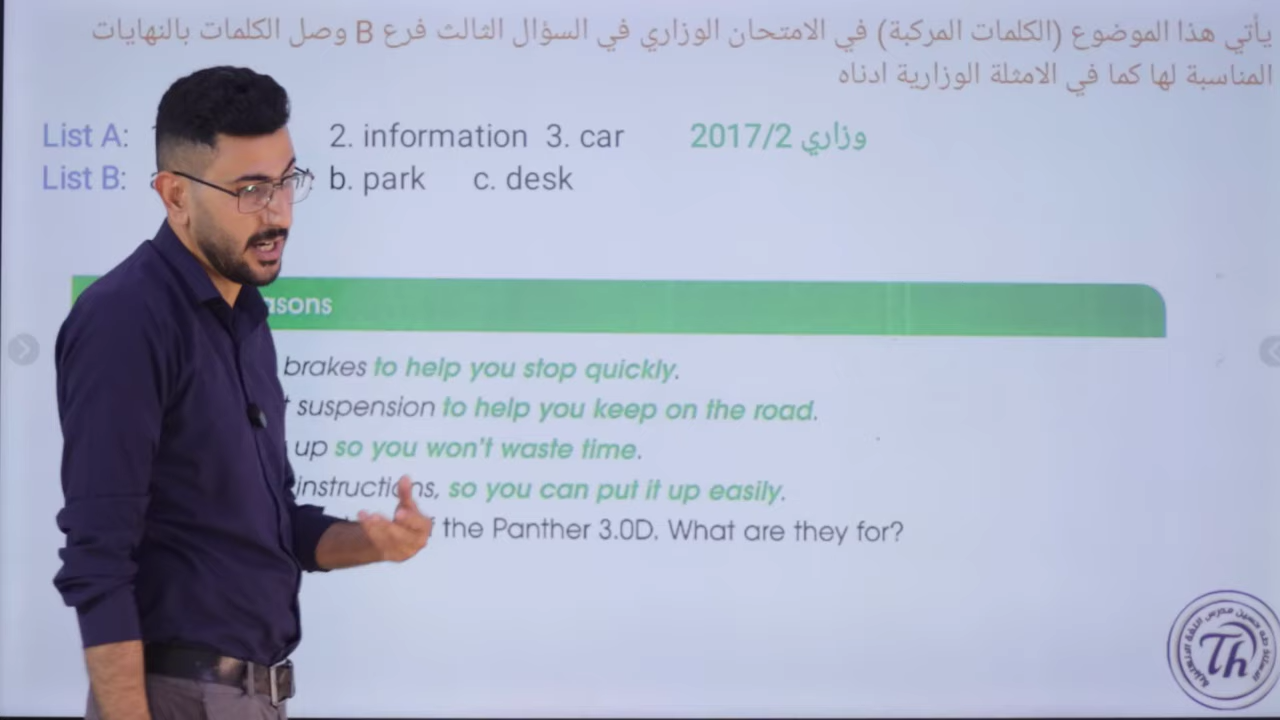 يأتي هذا الموضوع (الكلمات المركبة) في الامتحان الوزاري في السؤال الثالث فرع B وصل الكلمات بالنهايات
المناسبة لها كما في الامثلة الوزارية ادناه
List A: 2. information 3. car وزاري 2017/2
List B: b. park c. desk
brakes to help you stop quickly.
suspension to help you keep on the road.
up so you won't waste time.
instructions, so you can put it up easily.
the Panther 3.0D. What are they for?
Th